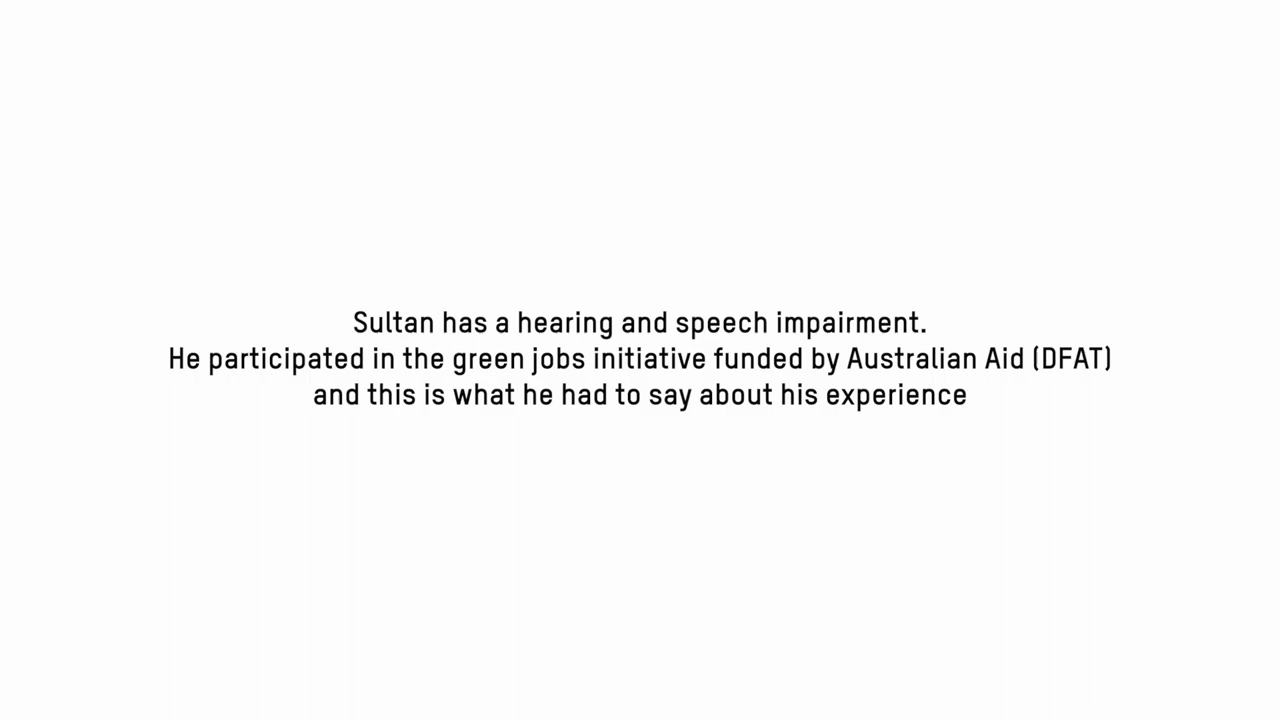 Sultan has a hearing and speech impairment.
He participated in the green jobs initiative funded by Australian Aid (DFAT)
and this is what he had to say about his experience